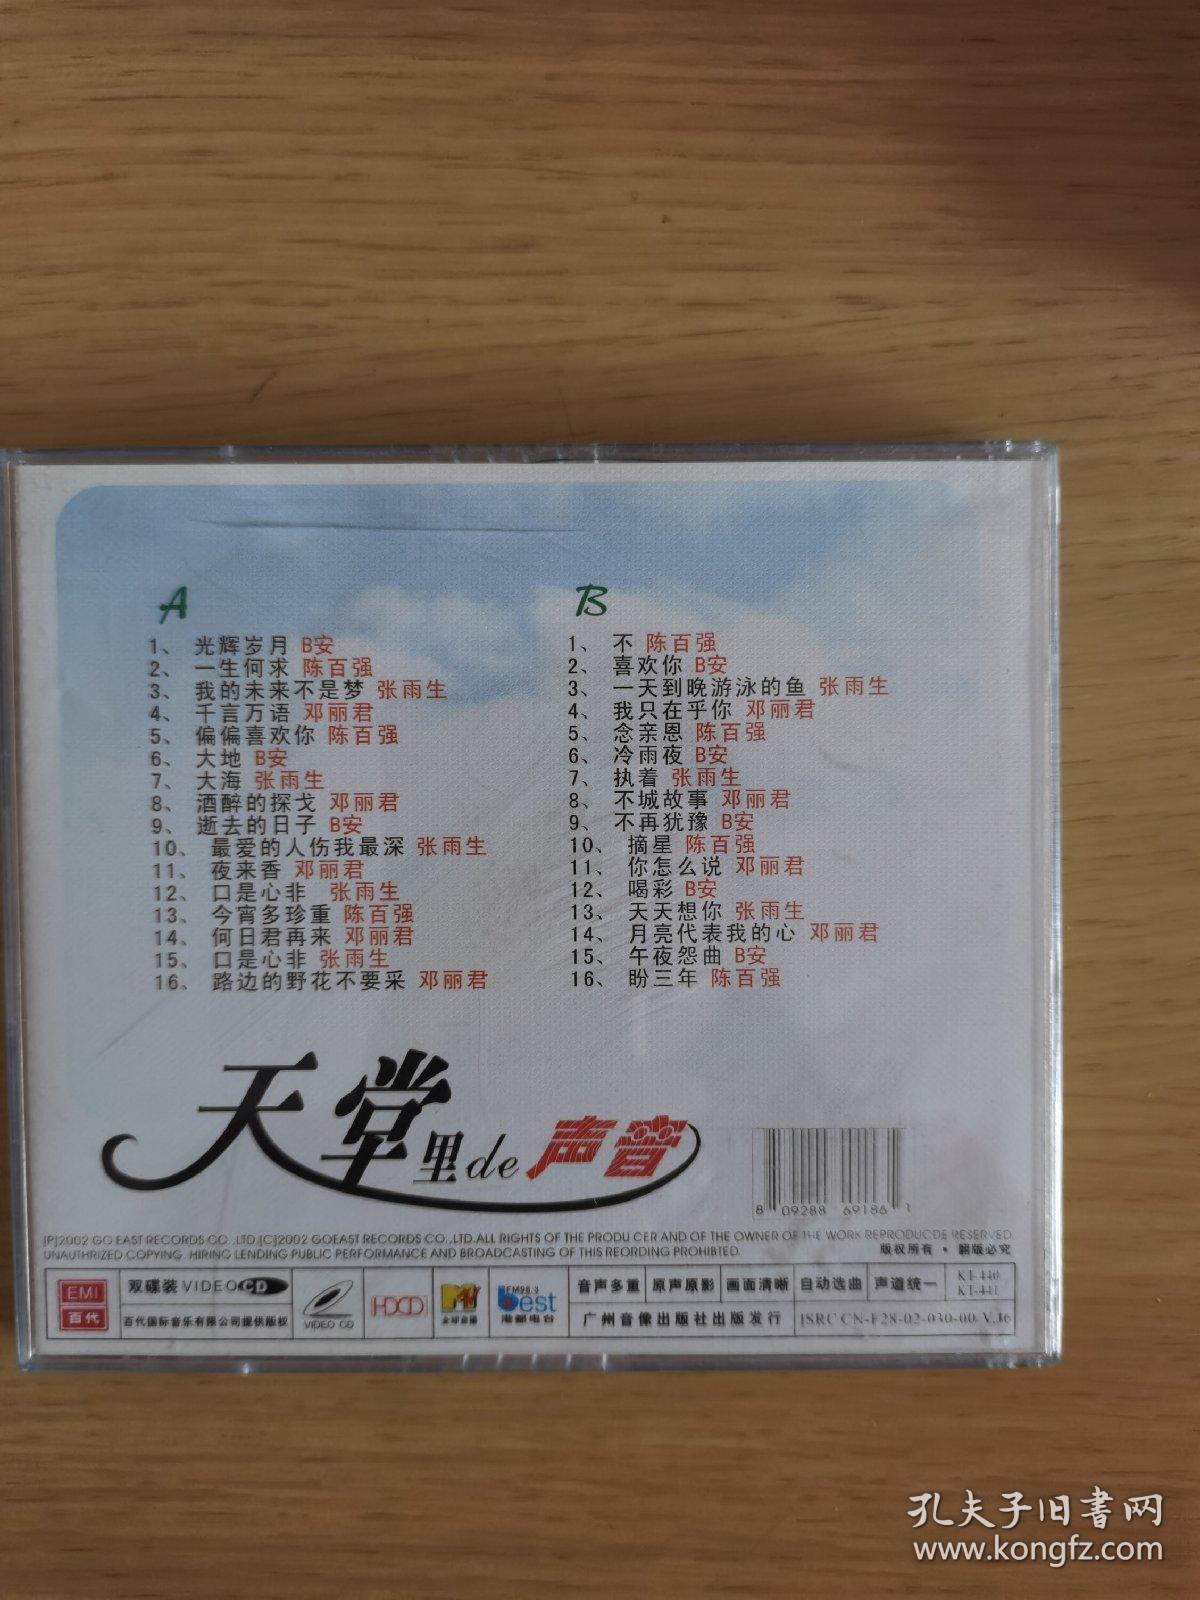 A
1、 光辉岁月 B安
2、 一生何求 陈百强
3、 我的未来不是梦 张雨生
4、 千言万语 邓丽君
5、 偏偏喜欢你 陈百强
6、 大地 B安
7、 大海 张雨生
8、 酒醉的探戈 邓丽君
9、 逝去的日子 B安
10、 最爱的人伤我最深 张雨生
11、 夜来香 邓丽君
12、 口是心非 张雨生
13、 今宵多珍重 陈百强
14、 何日君再来 邓丽君
15、 口是心非 张雨生
16、 路边的野花不要采 邓丽君
B
1、 不 陈百强
2、 喜欢你 B安
3、 一天到晚游泳的鱼 张雨生
4、 我只在乎你 邓丽君
5、 念亲恩 陈百强
6、 冷雨夜 B安
7、 执着 张雨生
8、 不城故事 邓丽君
9、 不再犹豫 B安
10、 摘星 陈百强
11、 你怎么说 邓丽君
12、 喝彩 B安
13、 天天想你 张雨生
14、 月亮代表我的心 邓丽君
15、 午夜怨曲 B安
16、 盼三年 陈百强
天堂里de声音
8 09288 69186 1
[P]2002 GO EAST RECORDS CO.,LTD.[C]2002 GOEAST RECORDS CO.,LTD.ALL RIGHTS OF THE PRODU CER AND OF THE OWNER OF THE WORK REPRODUCDE RESERVED.
UNAUTHRIZED COPYING. HIRING LENDING PUBLIC PERFORMANCE AND BROADCASTING OF THIS REORDING PROHIBTED.
版权所有·翻版必究
EMI
百代
双碟装 VIDEO CD
百代国际音乐有限公司提供版权
VIDEO CD
HDCD
MTV
全球音乐
FM96.3
best
港都电台
音声多重 原声原影 画面清晰 自动选曲 声道统一
KT-440
KT-441
广州音像出版社出版发行
ISRC CN-F28-02-030-00/V.J6
孔夫子旧书网
www.kongfz.com